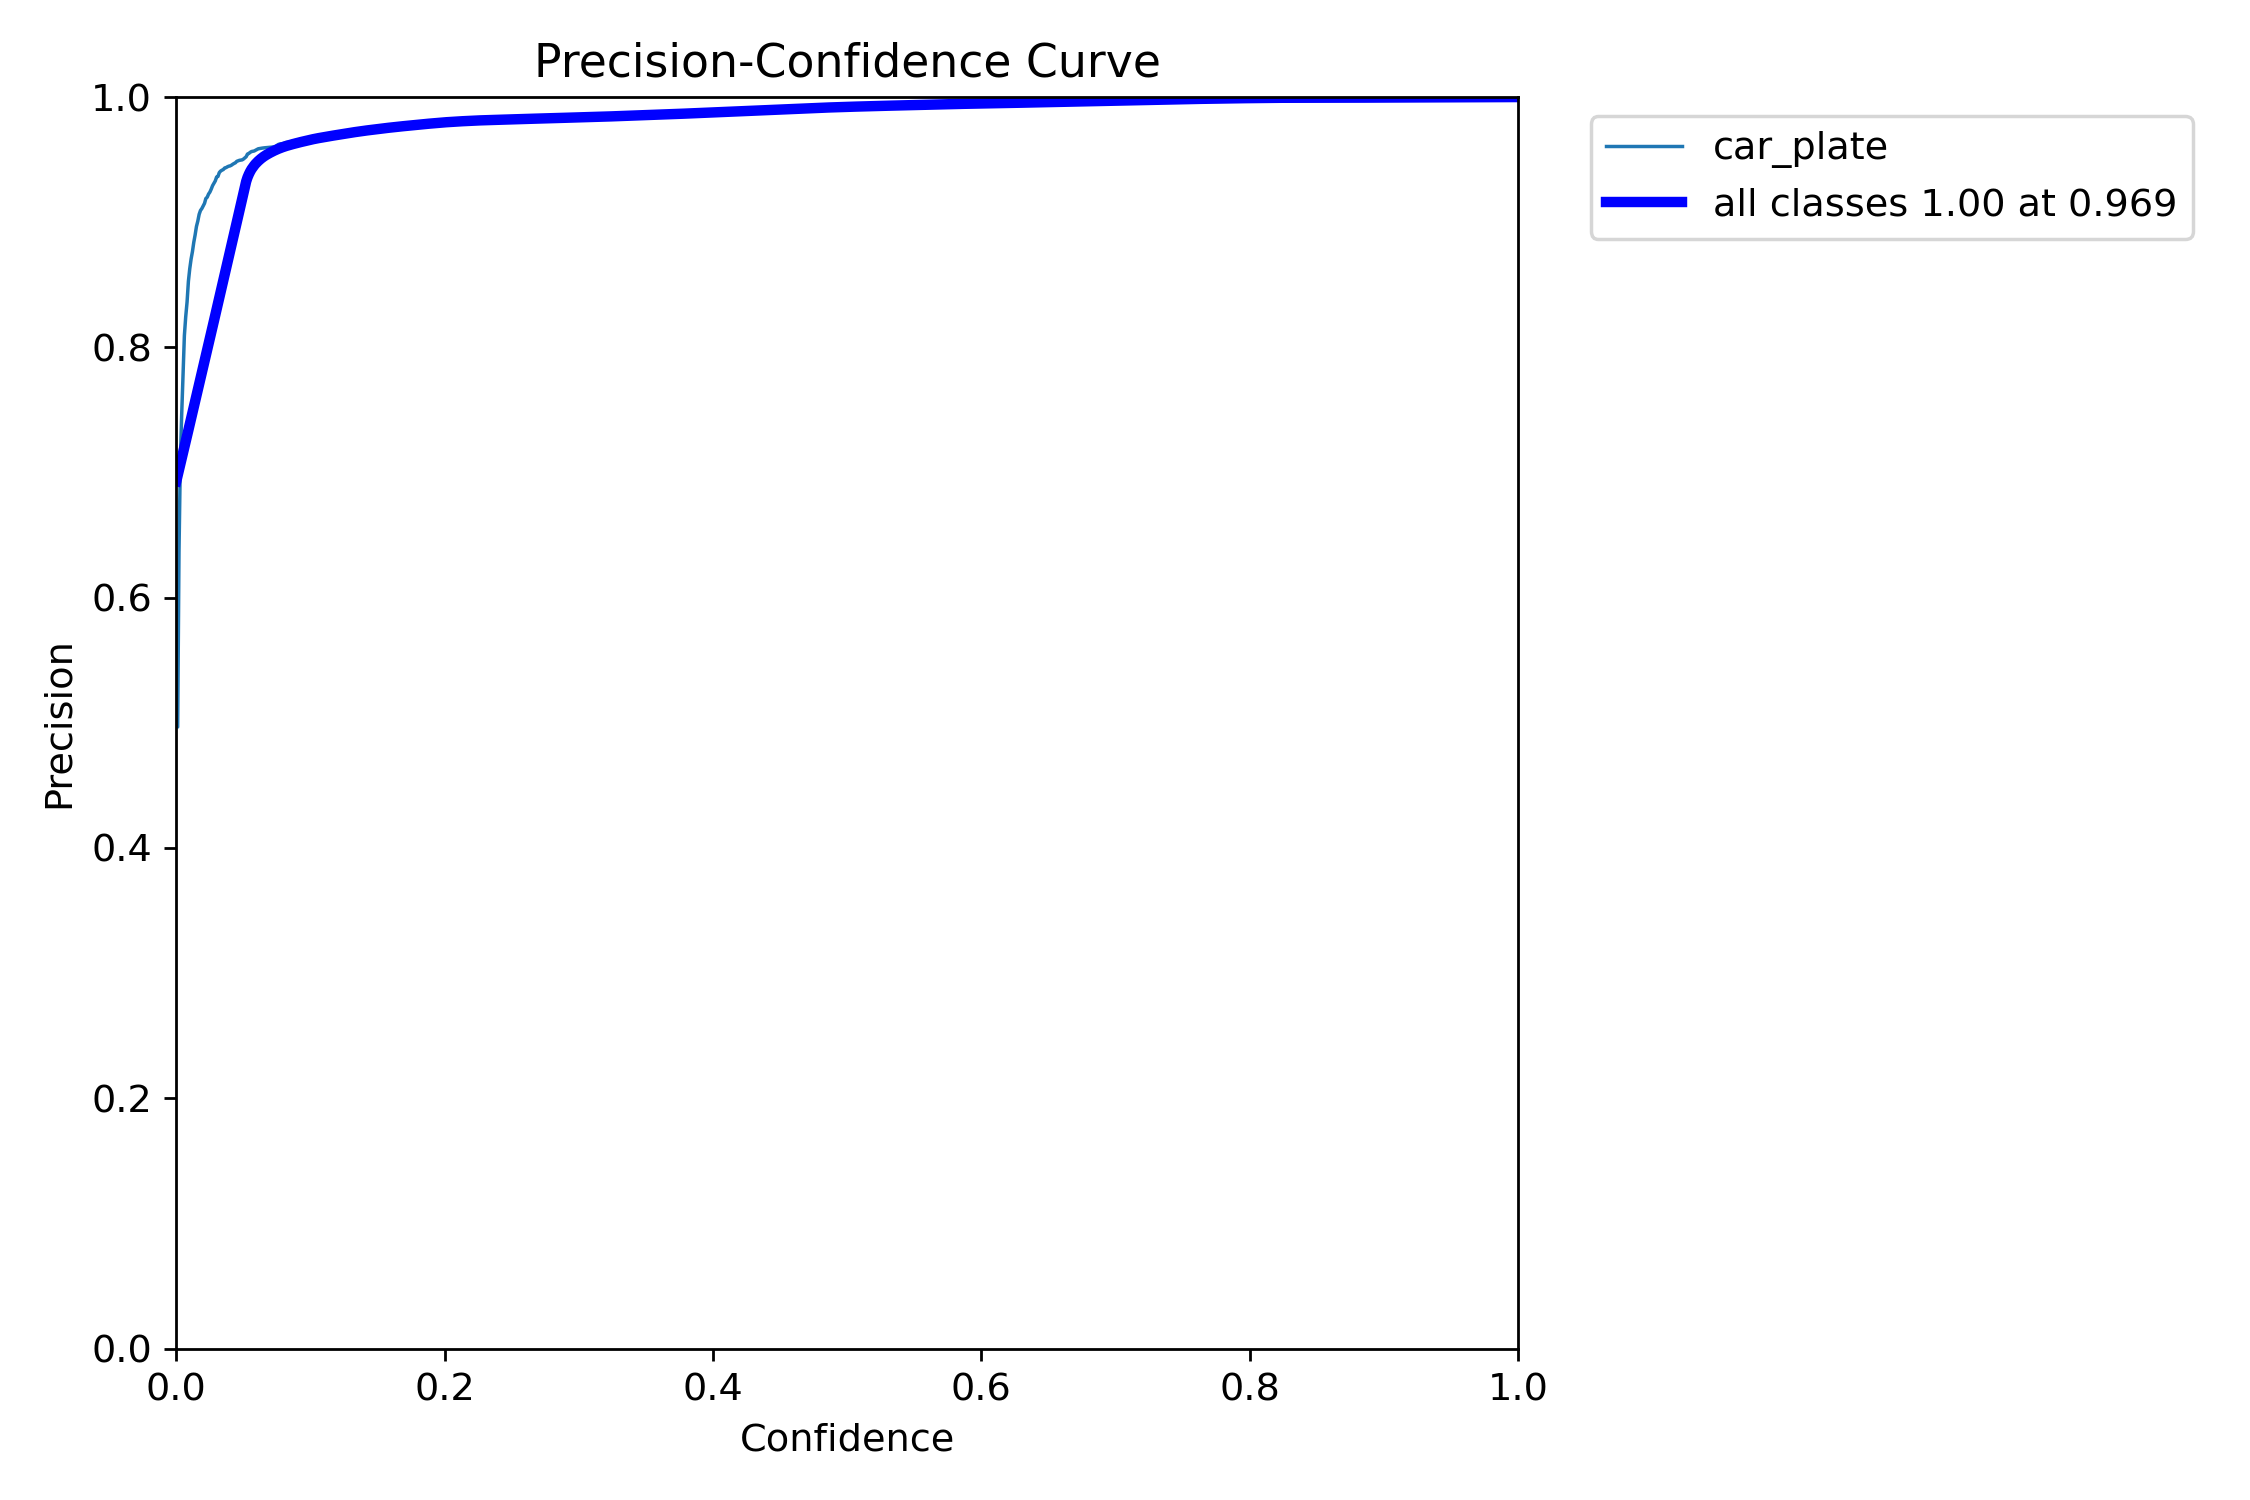 Precision-Confidence Curve
1.0
0.8
0.6
0.4
0.2
0.0
Precision
0.0 0.2 0.4 0.6 0.8 1.0
Confidence
car_plate
all classes 1.00 at 0.969